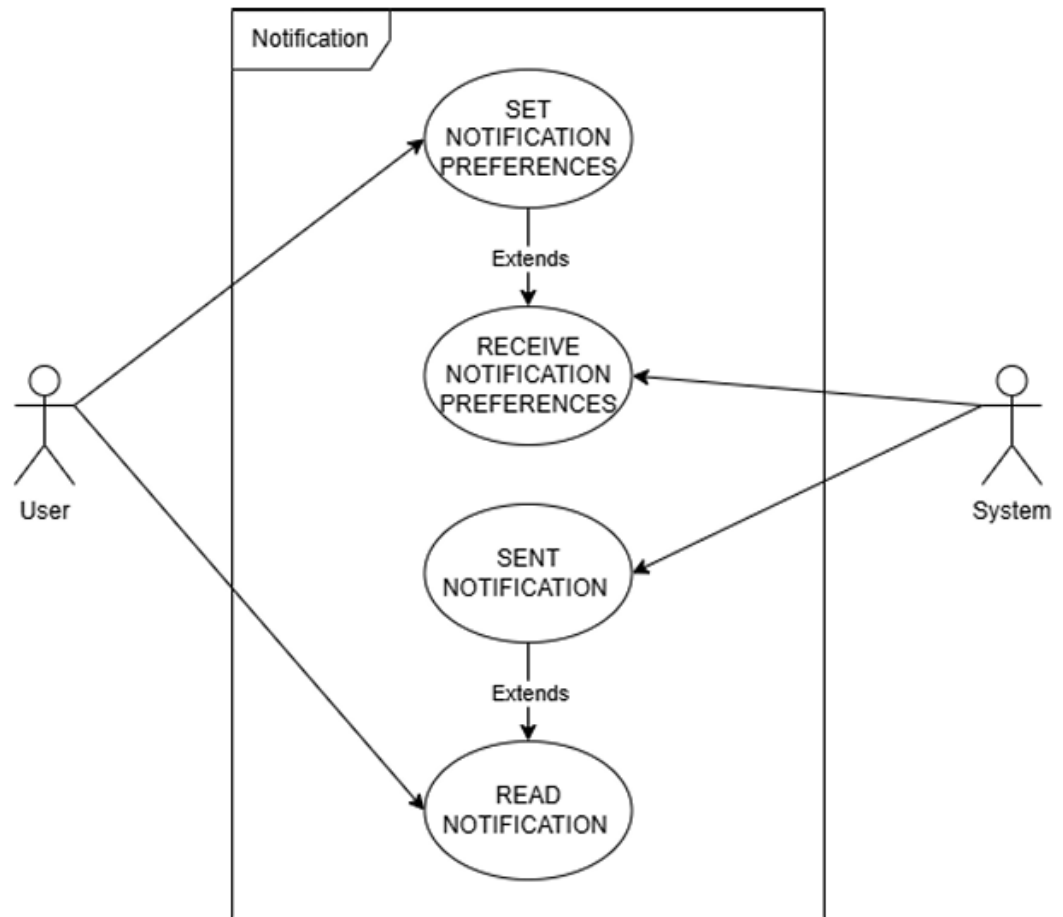 Notification
SET
NOTIFICATION
PREFERENCES
Extends
RECEIVE
NOTIFICATION
PREFERENCES
User
System
SENT
NOTIFICATION
Extends
READ
NOTIFICATION